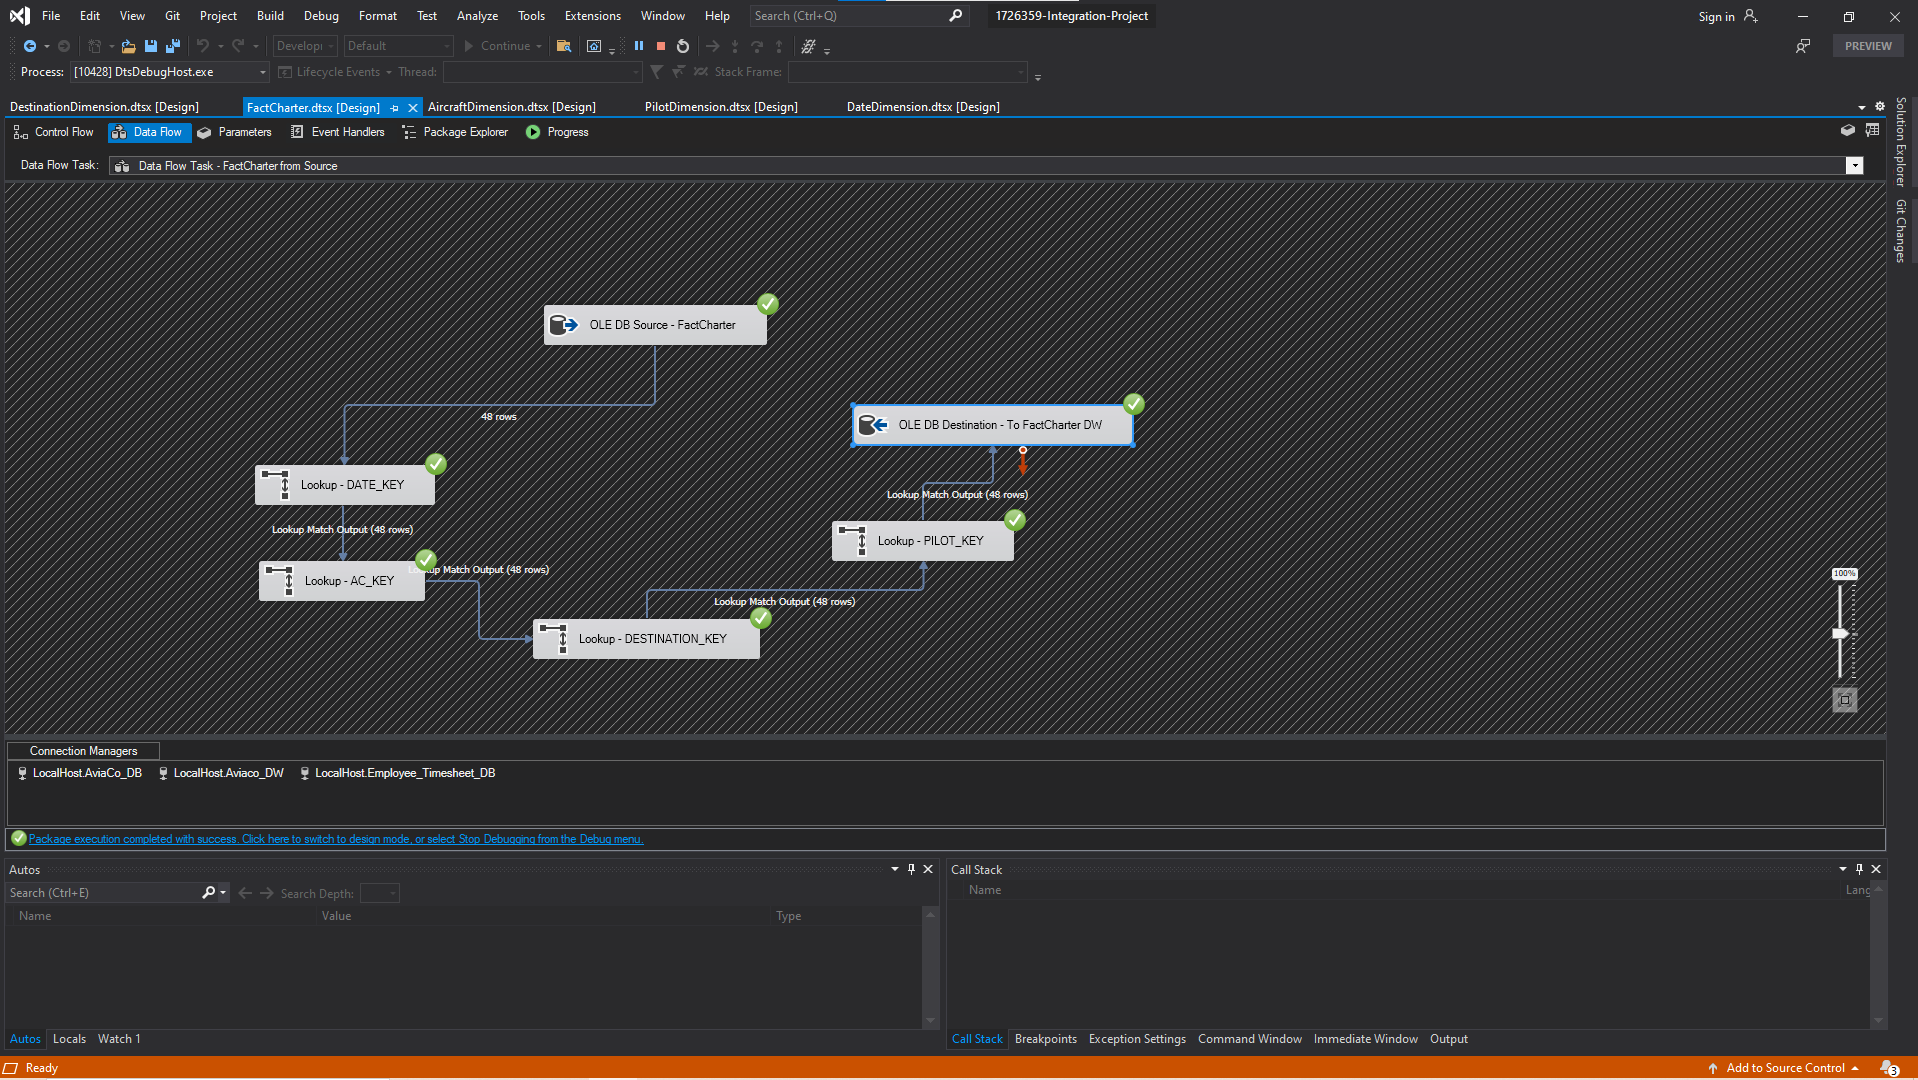 File Edit View Git Project Build Debug Format Test Analyze Tools Extensions Window Help Search (Ctrl+Q) 1726359-Integration-Project Sign in
Develop Default Continue PREVIEW
Process: [10428] DtsDebugHost.exe Lifecycle Events Thread: Stack Frame:
DestinationDimension.dtsx [Design] FactCharter.dtsx [Design] AircraftDimension.dtsx [Design] PilotDimension.dtsx [Design] DateDimension.dtsx [Design]
Control Flow Data Flow Parameters Event Handlers Package Explorer Progress
Data Flow Task: Data Flow Task - FactCharter from Source
Solution Explorer
Git Changes
OLE DB Source - FactCharter
48 rows
OLE DB Destination - To FactCharter DW
Lookup - DATE_KEY
Lookup Match Output (48 rows)
Lookup Match Output (48 rows)
Lookup - PILOT_KEY
Lookup - AC_KEY
Lookup Match Output (48 rows)
Lookup Match Output (48 rows)
Lookup - DESTINATION_KEY
100%
Connection Managers
LocalHost.AviaCo_DB LocalHost.Aviaco_DW LocalHost.Employee_Timesheet_DB
Package execution completed with success. Click here to switch to design mode, or select Stop Debugging from the Debug menu.
Autos
Search (Ctrl+E) Search Depth:
Name Value Type
Autos Locals Watch 1
Call Stack
Name Lang
Call Stack Breakpoints Exception Settings Command Window Immediate Window Output
Ready Add to Source Control 3